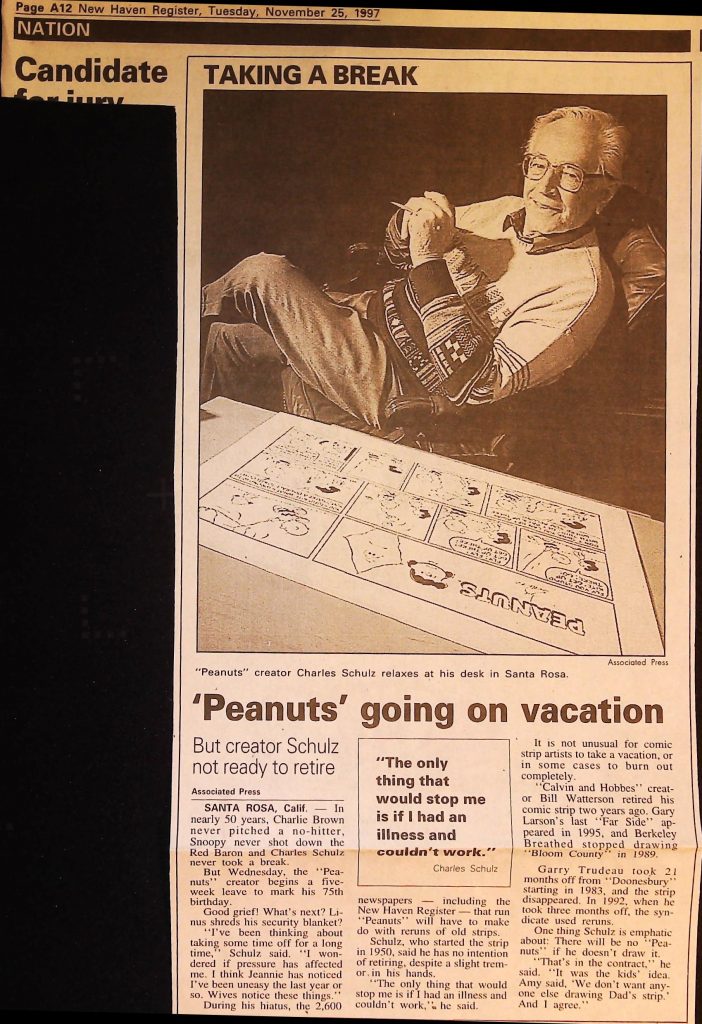 Page A12 New Haven Register, Tuesday, November 25, 1997
NATION
Candidate
for jury
TAKING A BREAK
PEANUTS
Associated Press
"Peanuts" creator Charles Schulz relaxes at his desk in Santa Rosa.
'Peanuts' going on vacation
But creator Schulz
not ready to retire
Associated Press
SANTA ROSA, Calif. — In
nearly 50 years, Charlie Brown
never pitched a no-hitter,
Snoopy never shot down the
Red Baron and Charles Schulz
never took a break.
But Wednesday, the "Pea-
nuts" creator begins a five-
week leave to mark his 75th
birthday.
Good grief! What's next? Li-
nus shreds his security blanket?
"I've been thinking about
taking some time off for a long
time," Schulz said. "I won-
dered if pressure has affected
me. I think Jeannie has noticed
I've been uneasy the last year or
so. Wives notice these things."
During his hiatus, the 2,600
"The only
thing that
would stop me
is if I had an
illness and
couldn't work."
Charles Schulz
newspapers — including the
New Haven Register — that run
"Peanuts" will have to make
do with reruns of old strips.
Schulz, who started the strip
in 1950, said he has no intention
of retiring, despite a slight trem-
or in his hands.
"The only thing that would
stop me is if I had an illness and
couldn't work," he said.
It is not unusual for comic
strip artists to take a vacation, or
in some cases to burn out
completely.
"Calvin and Hobbes" creat-
or Bill Watterson retired his
comic strip two years ago. Gary
Larson's last "Far Side" ap-
peared in 1995, and Berkeley
Breathed stopped drawing
"Bloom County" in 1989.
Garry Trudeau took 21
months off from "Doonesbury"
starting in 1983, and the strip
disappeared. In 1992, when he
took three months off, the syn-
dicate used reruns.
One thing Schulz is emphatic
about: There will be no "Pea-
nuts" if he doesn't draw it.
"That's in the contract," he
said. "It was the kids' idea.
Amy said, 'We don't want any-
one else drawing Dad's strip.'
And I agree."